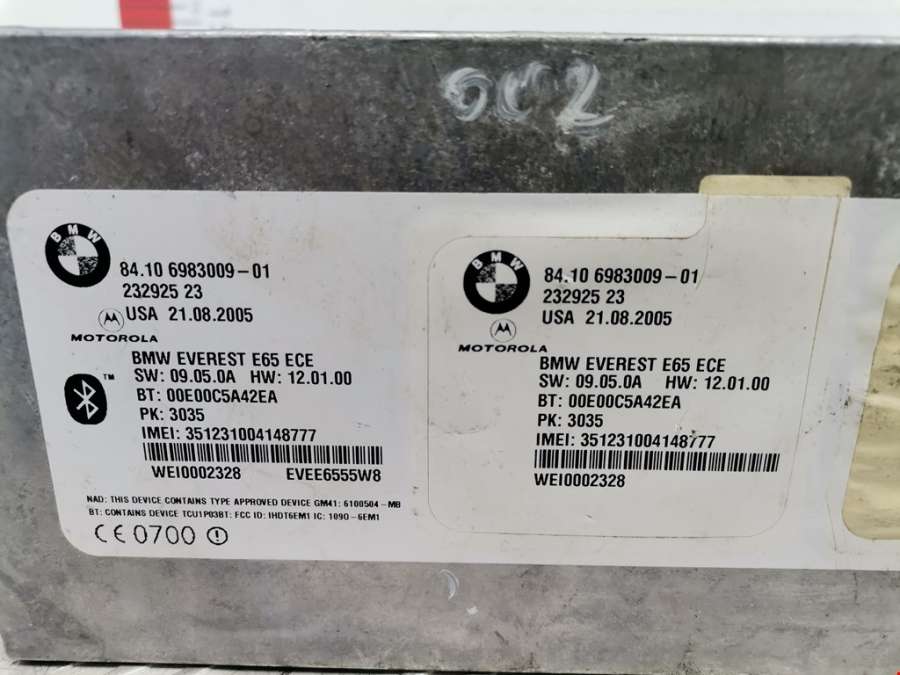 002
BMW
84.10 6983009-01
232925 23
USA 21.08.2005
MOTOROLA
BMW EVEREST E65 ECE
SW: 09.05.0A HW: 12.01.00
™ BT: 00E00C5A42EA
PK: 3035
IMEI: 351231004148777
WEI0002328 EVEE6555W8
NAD: THIS DEVICE CONTAINS TYPE APPROVED DEVICE GM41: 6100504-MB
BT: CONTAINS DEVICE TCU1P03BT: FCC ID: IHDT6EM1 IC: 1090-6EM1
CE 0700
BMW
84.10 6983009-01
232925 23
USA 21.08.2005
MOTOROLA
BMW EVEREST E65 ECE
SW: 09.05.0A HW: 12.01.00
BT: 00E00C5A42EA
PK: 3035
IMEI: 351231004148777
WEI0002328